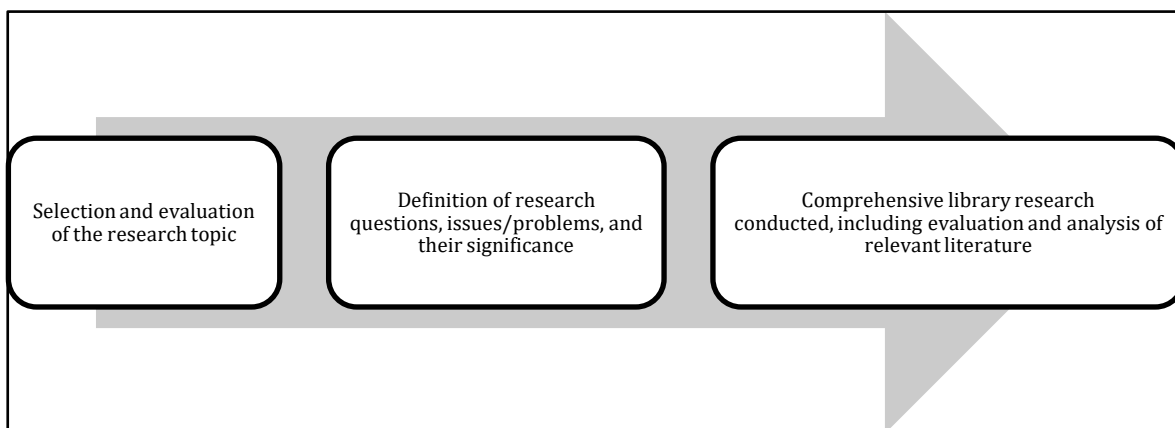 Selection and evaluation
of the research topic
Definition of research
questions, issues/problems, and
their significance
Comprehensive library research
conducted, including evaluation and analysis of
relevant literature